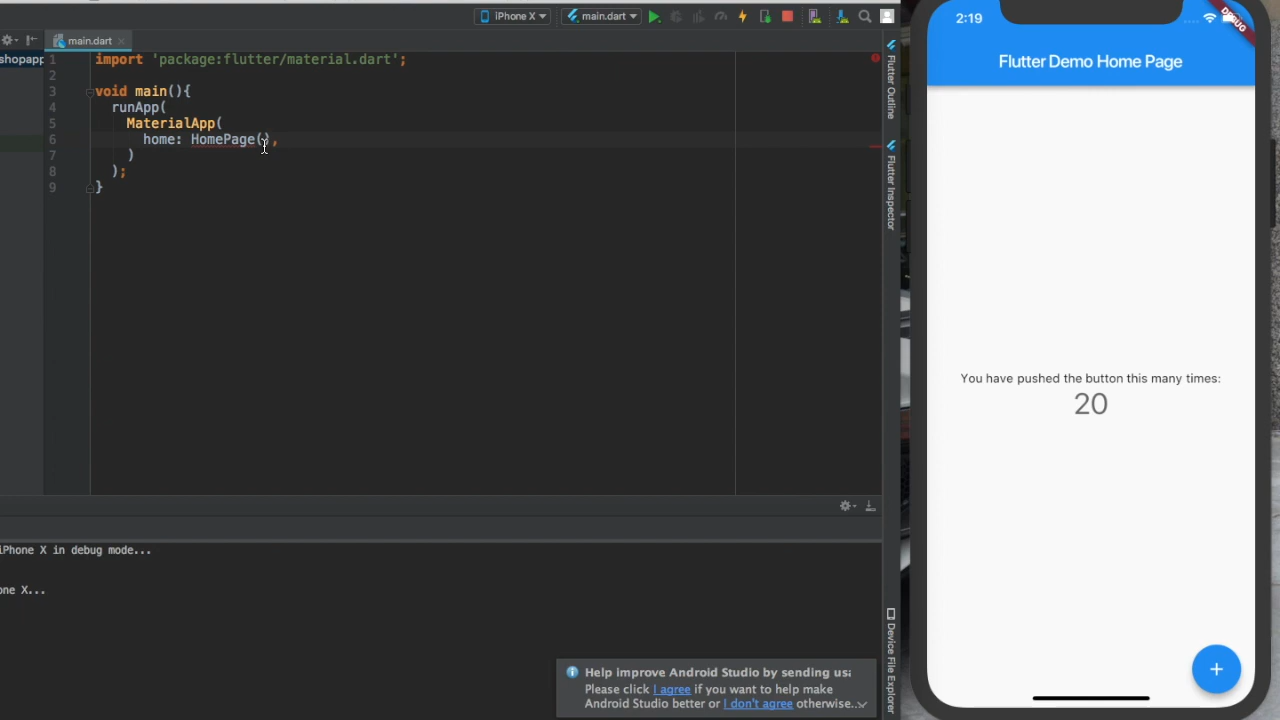 iPhone X
main.dart
main.dart
shopapp
1 import 'package:flutter/material.dart';
2
3 void main(){
4 runApp(
5 MaterialApp(
6 home: HomePage(),
7 )
8 );
9 }
Flutter Outline
Flutter Inspector
Device File Explorer
iPhone X in debug mode...
one X...
Help improve Android Studio by sending usa
Please click I agree if you want to help make
Android Studio better or I don't agree otherwise...
2:19
DEBUG
Flutter Demo Home Page
You have pushed the button this many times:
20
+